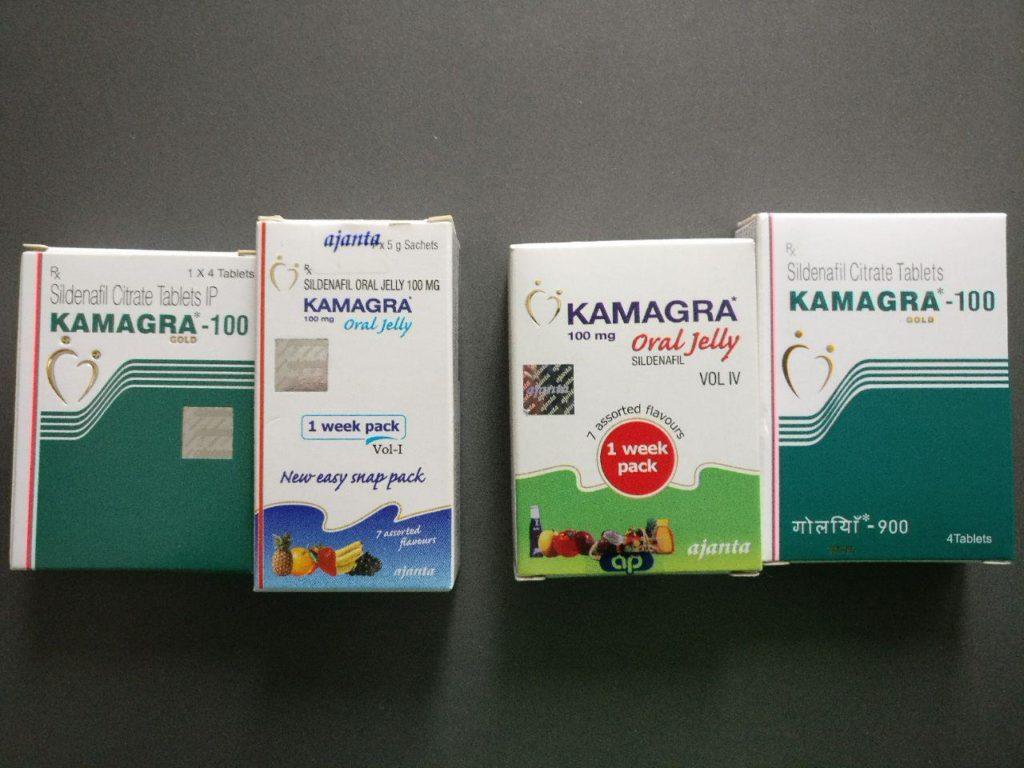 Rx
1 X 4 Tablets
Sildenafil Citrate Tablets IP
KAMAGRA*-100
GOLD
ajanta
x 5 g Sachets
Rx
SILDENAFIL ORAL JELLY 100 MG
KAMAGRA*
100 mg Oral Jelly
1 week pack
Vol-I
New easy snap pack
7 assorted
flavours
ajanta
KAMAGRA*
100 mg Oral Jelly
SILDENAFIL
VOL IV
ajanta
7 assorted flavours
1 week
pack
ajanta
ap
Rx
Sildenafil Citrate Tablets
KAMAGRA*-100
GOLD
गोलियाँ*-900
4Tablets